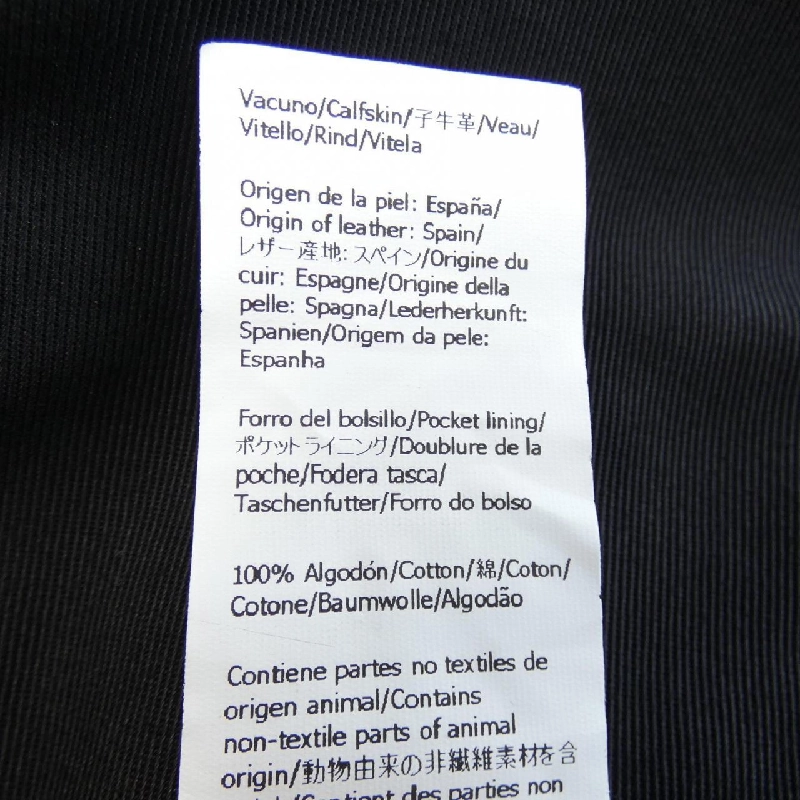 Vacuno/Calfskin/子牛革/Veau/
Vitello/Rind/Vitela
Origen de la piel: España/
Origin of leather: Spain/
レザー産地: スペイン/Origine du
cuir: Espagne/Origine della
pelle: Spagna/Lederherkunft:
Spanien/Origem da pele:
Espanha
Forro del bolsillo/Pocket lining/
ポケットライニング/Doublure de la
poche/Fodera tasca/
Taschenfutter/Forro do bolso
100% Algodón/Cotton/綿/Coton/
Cotone/Baumwolle/Algodão
Contiene partes no textiles de
origen animal/Contains
non-textile parts of animal
origin/動物由来の非繊維素材を含
des parties non